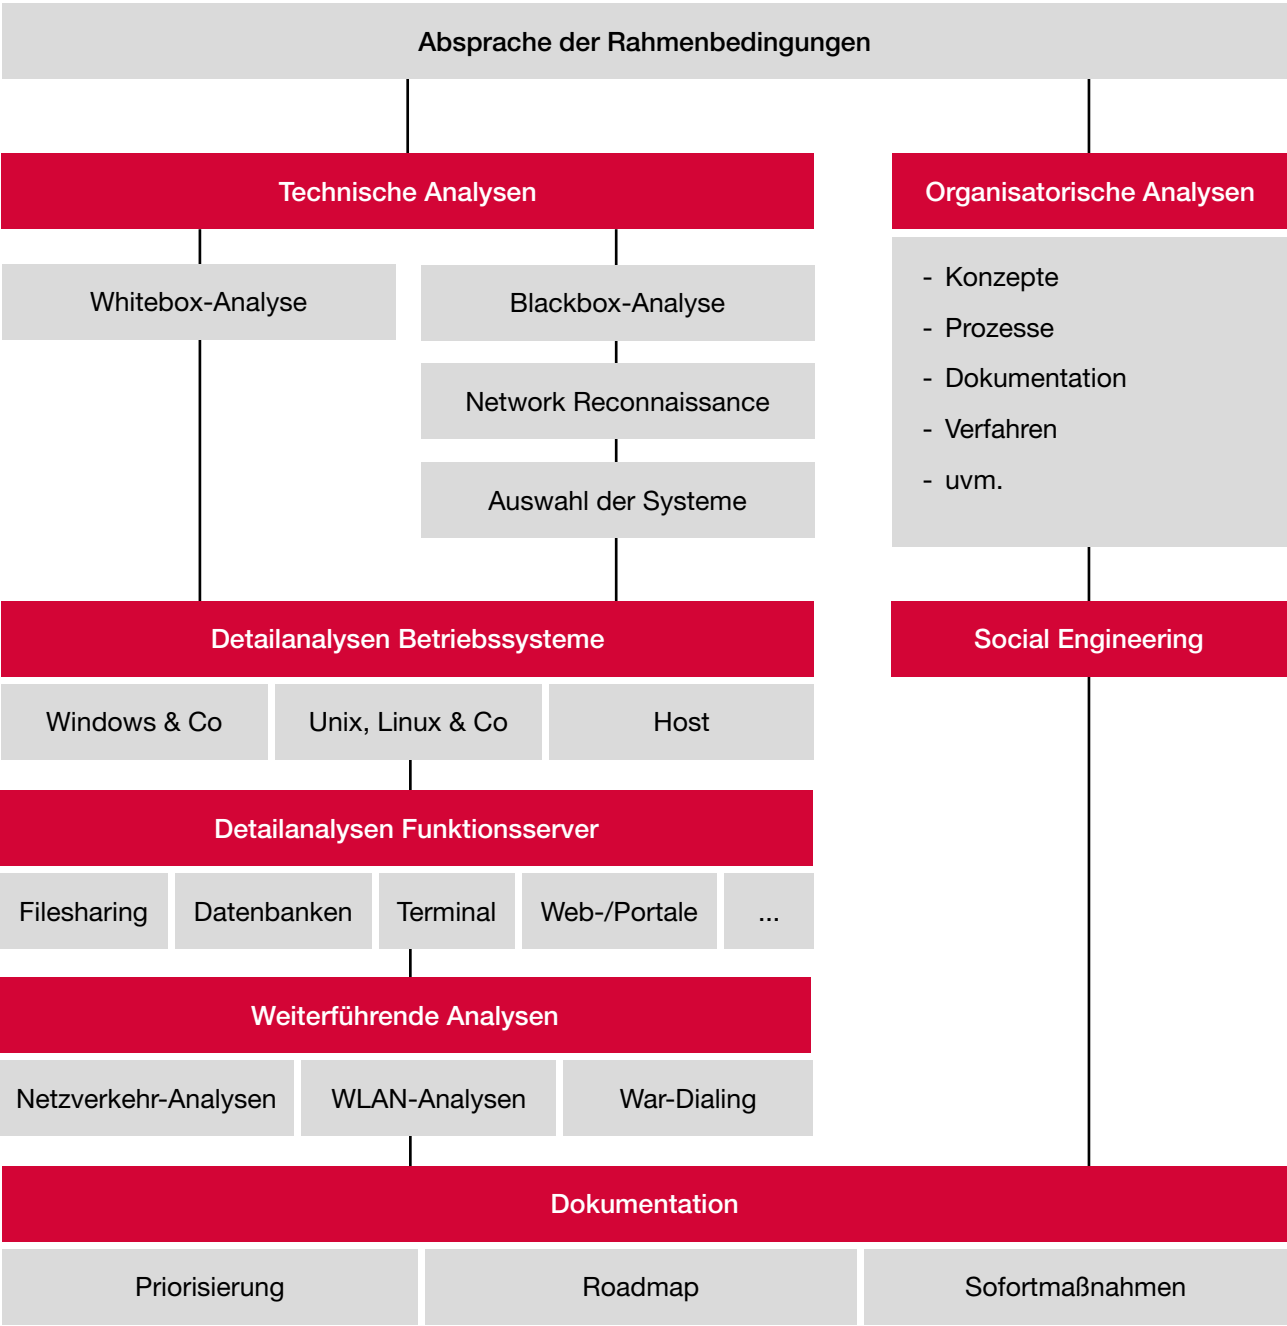 Absprache der Rahmenbedingungen
Technische Analysen
Whitebox-Analyse
Blackbox-Analyse
Network Reconnaissance
Auswahl der Systeme
Organisatorische Analysen
- Konzepte
- Prozesse
- Dokumentation
- Verfahren
- uvm.
Detailanalysen Betriebssysteme
Windows & Co
Unix, Linux & Co
Host
Social Engineering
Detailanalysen Funktionsserver
Filesharing
Datenbanken
Terminal
Web-/Portale
...
Weiterführende Analysen
Netzverkehr-Analysen
WLAN-Analysen
War-Dialing
Dokumentation
Priorisierung
Roadmap
Sofortmaßnahmen